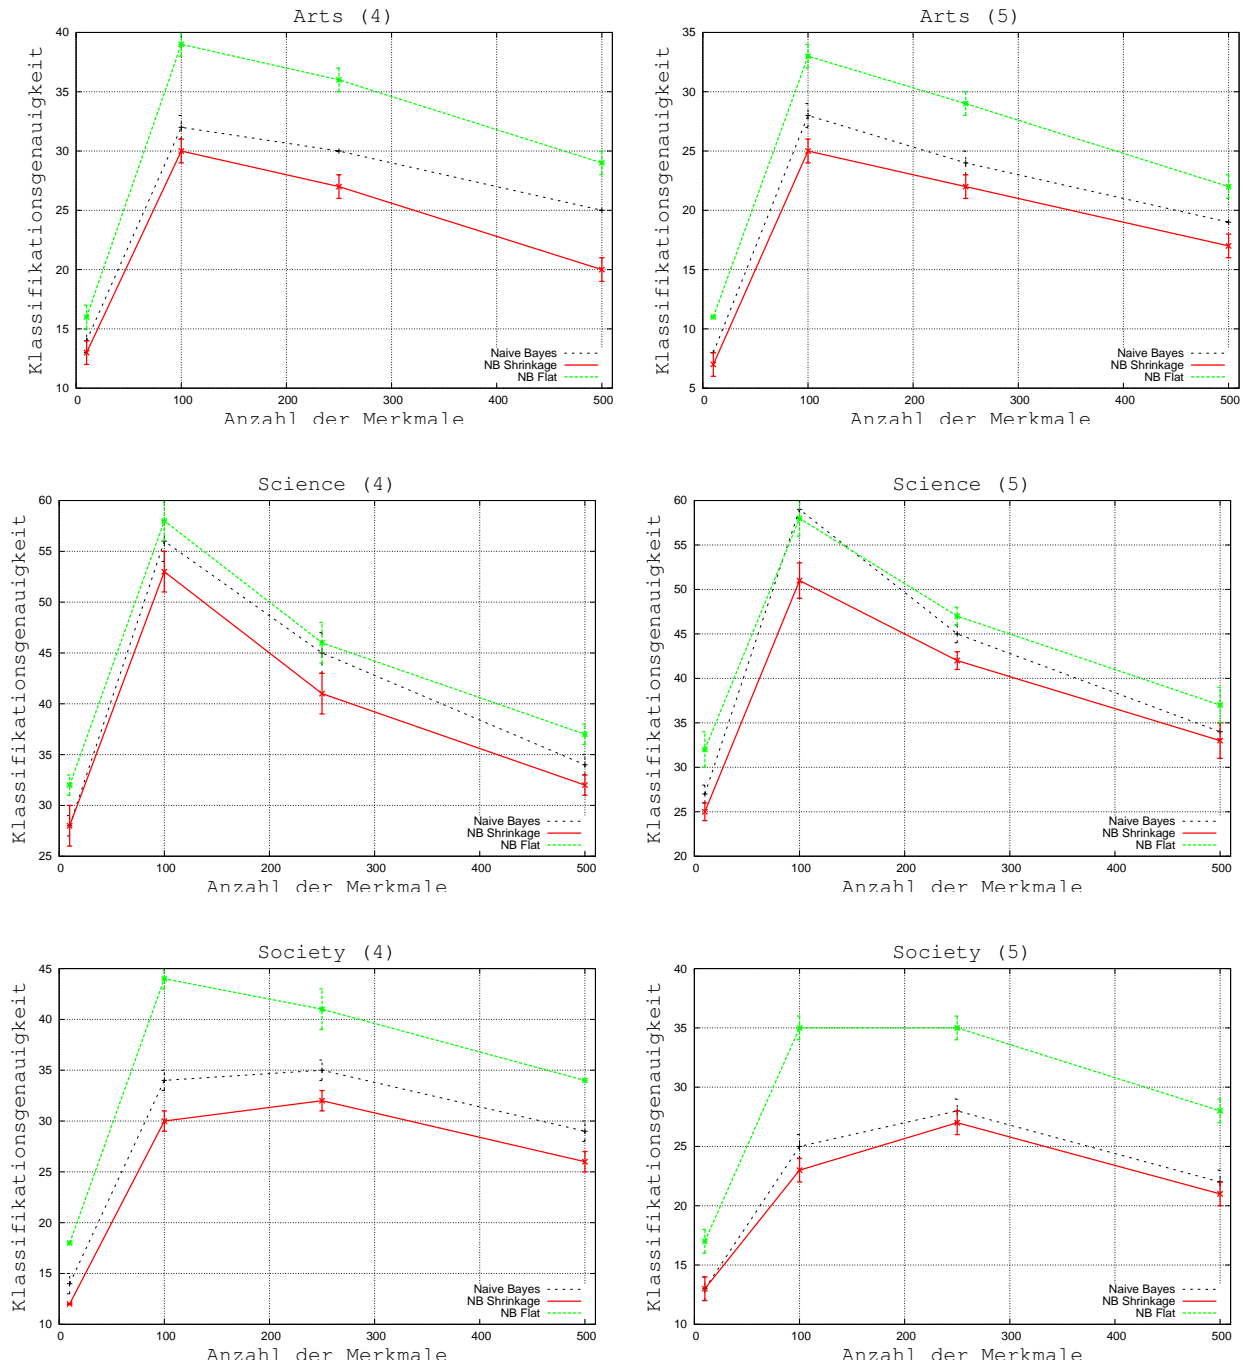 Arts (4)
Klassifikationsgenauigkeit
40
35
30
25
20
15
10
0
100
200
300
400
500
Anzahl der Merkmale
Naive Bayes
NB Shrinkage
NB Flat
Arts (5)
Klassifikationsgenauigkeit
35
30
25
20
15
10
5
0
100
200
300
400
500
Anzahl der Merkmale
Naive Bayes
NB Shrinkage
NB Flat
Science (4)
Klassifikationsgenauigkeit
60
55
50
45
40
35
30
25
0
100
200
300
400
500
Anzahl der Merkmale
Naive Bayes
NB Shrinkage
NB Flat
Science (5)
Klassifikationsgenauigkeit
60
55
50
45
40
35
30
25
20
0
100
200
300
400
500
Anzahl der Merkmale
Naive Bayes
NB Shrinkage
NB Flat
Society (4)
Klassifikationsgenauigkeit
45
40
35
30
25
20
15
10
0
100
200
300
400
500
Anzahl der Merkmale
Naive Bayes
NB Shrinkage
NB Flat
Society (5)
Klassifikationsgenauigkeit
40
35
30
25
20
15
10
0
100
200
300
400
500
Anzahl der Merkmale
Naive Bayes
NB Shrinkage
NB Flat